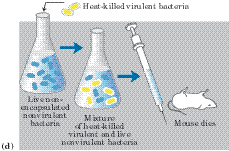 Heat-killed virulent bacteria
Live non-
encapsulated
nonvirulent
bacteria
Mixture
of heat-killed
virulent and live
nonvirulent bacteria
Mouse dies
(d)